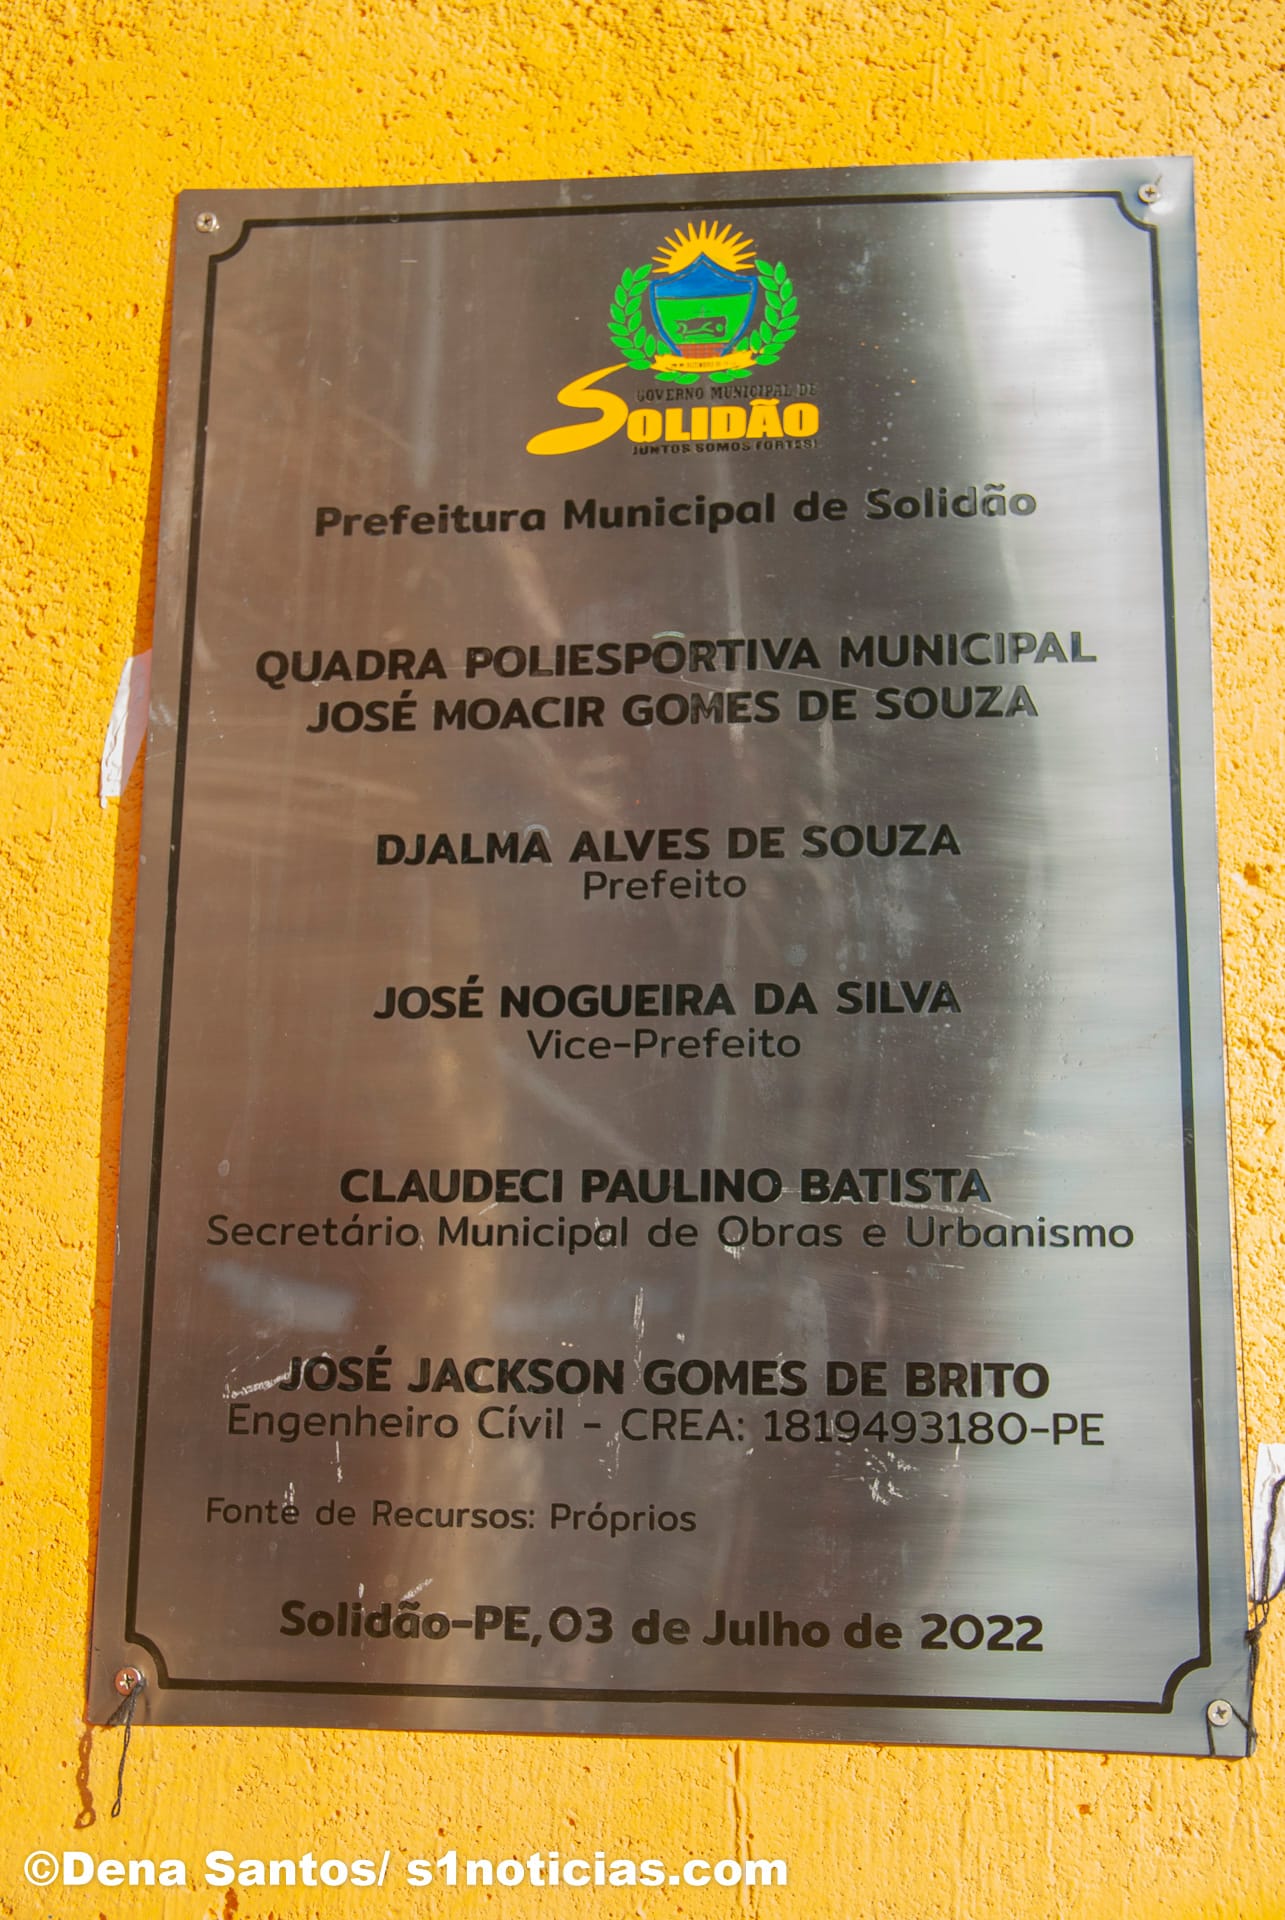 GOVERNO MUNICIPAL DE
SOLIDÃO
JUNTOS SOMOS FORTES!
Prefeitura Municipal de Solidão
QUADRA POLIESPORTIVA MUNICIPAL
JOSÉ MOACIR GOMES DE SOUZA
DJALMA ALVES DE SOUZA
Prefeito
JOSÉ NOGUEIRA DA SILVA
Vice-Prefeito
CLAUDECI PAULINO BATISTA
Secretário Municipal de Obras e Urbanismo
JOSÉ JACKSON GOMES DE BRITO
Engenheiro Cívil - CREA: 1819493180-PE
Fonte de Recursos: Próprios
Solidão-PE, 03 de Julho de 2022
©Dena Santos/ s1noticias.com